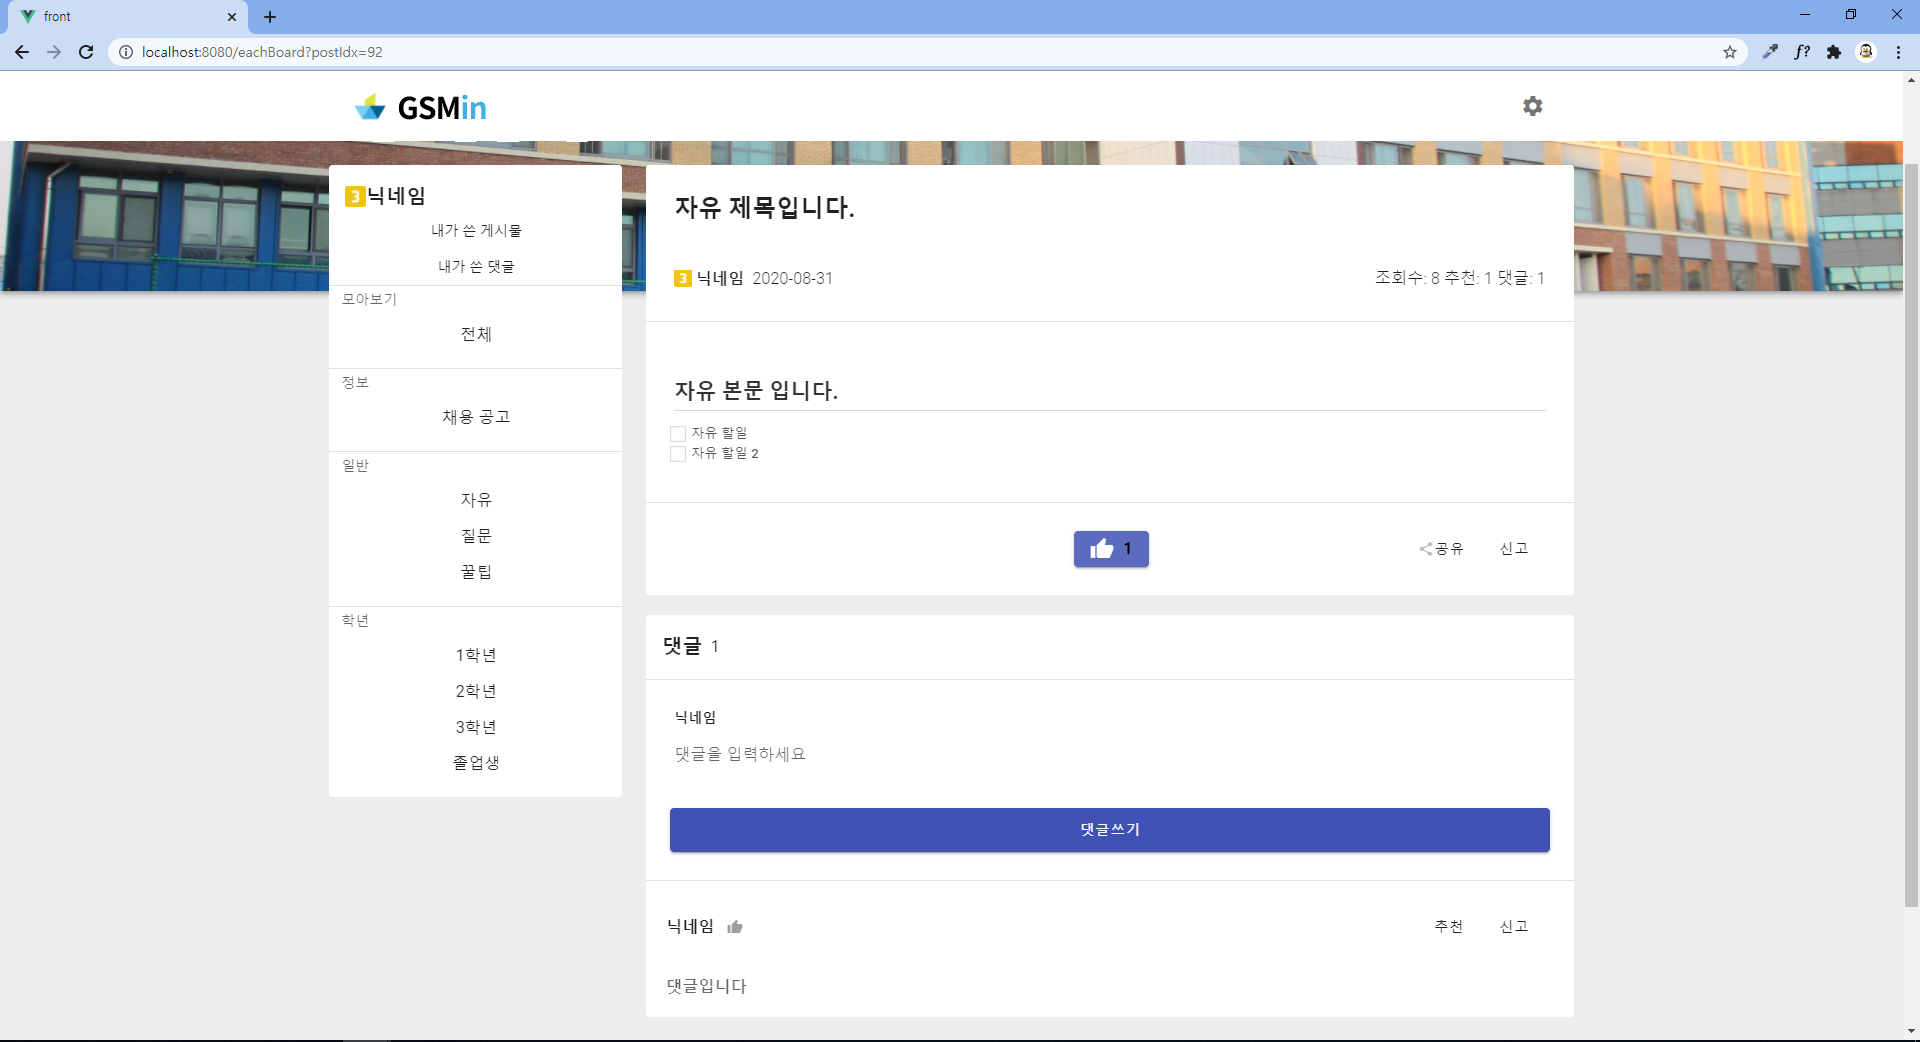 front
localhost:8080/eachBoard?postIdx=92
f?
GSMin
3 닉네임
내가 쓴 게시물
내가 쓴 댓글
모아보기
전체
정보
채용 공고
일반
자유
질문
꿀팁
학년
1학년
2학년
3학년
졸업생
자유 제목입니다.
3 닉네임 2020-08-31
조회수: 8 추천: 1 댓글: 1
자유 본문 입니다.
자유 할일
자유 할일 2
1
공유 신고
댓글 1
닉네임
댓글을 입력하세요
댓글쓰기
닉네임
추천 신고
댓글입니다